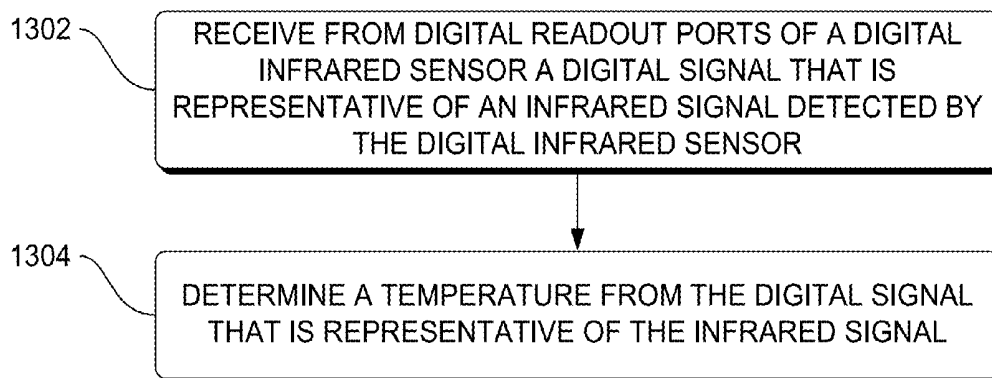 1302
RECEIVE FROM DIGITAL READOUT PORTS OF A DIGITAL
INFRARED SENSOR A DIGITAL SIGNAL THAT IS
REPRESENTATIVE OF AN INFRARED SIGNAL DETECTED BY
THE DIGITAL INFRARED SENSOR
1304
DETERMINE A TEMPERATURE FROM THE DIGITAL SIGNAL
THAT IS REPRESENTATIVE OF THE INFRARED SIGNAL